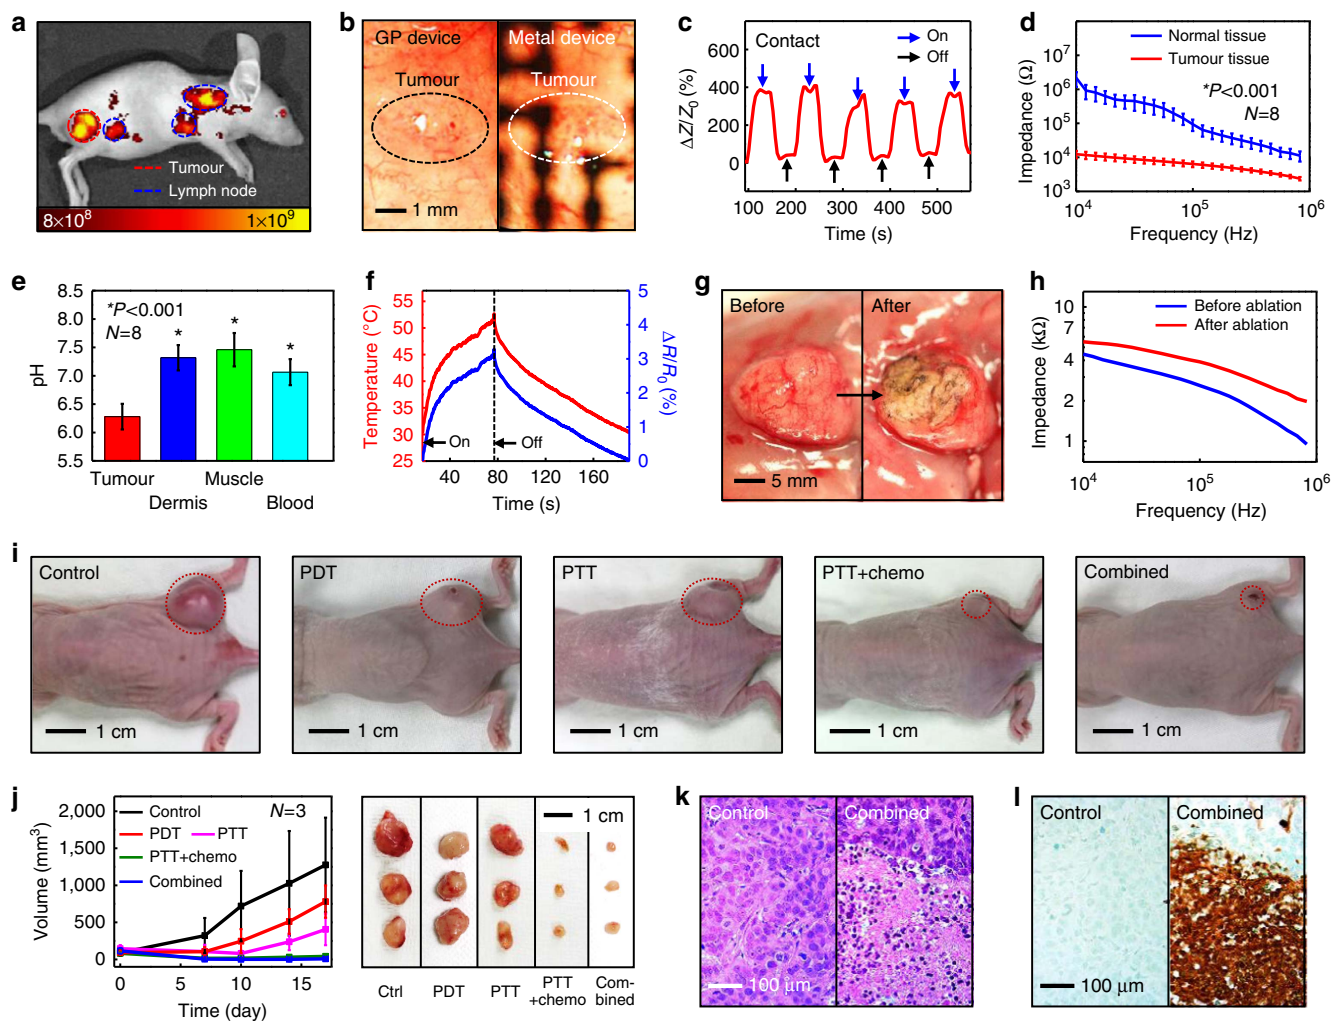 a
Tumour
Lymph node
8×10⁸
1×10⁹
b
GP device
Metal device
Tumour
Tumour
1 mm
c
Contact
On
Off
ΔZ/Z₀ (%)
600
400
200
0
100 200 300 400 500
Time (s)
d
Normal tissue
Tumour tissue
*P<0.001
N=8
Impedance (Ω)
10⁷
10⁶
10⁵
10⁴
10³
10⁴ 10⁵ 10⁶
Frequency (Hz)
e
*P<0.001
N=8
pH
8.5
8.0
7.5
7.0
6.5
6.0
5.5
* * *
Tumour Muscle
Dermis Blood
f
Temperature (°C)
55
50
45
40
35
30
25
ΔR/R₀ (%)
5
4
3
2
1
0
On
Off
40 80 120 160
Time (s)
g
Before
After
5 mm
h
Before ablation
After ablation
Impedance (kΩ)
10
4
2
1
10⁴ 10⁵ 10⁶
Frequency (Hz)
i
Control
1 cm
PDT
1 cm
PTT
1 cm
PTT+chemo
1 cm
Combined
1 cm
j
Control
N=3
PDT PTT
PTT+chemo
Combined
Volume (mm³)
2,000
1,500
1,000
500
0
0 5 10 15
Time (day)
1 cm
Ctrl PDT PTT PTT +chemo Com- bined
k
Control
Combined
100 μm
l
Control
Combined
100 μm